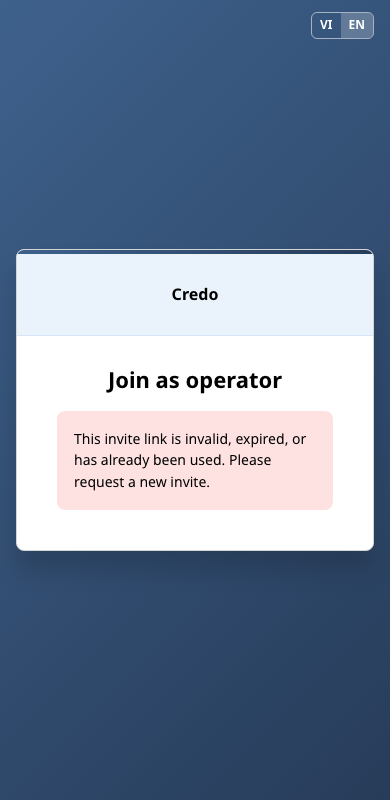 VI EN
Credo
Join as operator
This invite link is invalid, expired, or
has already been used. Please
request a new invite.